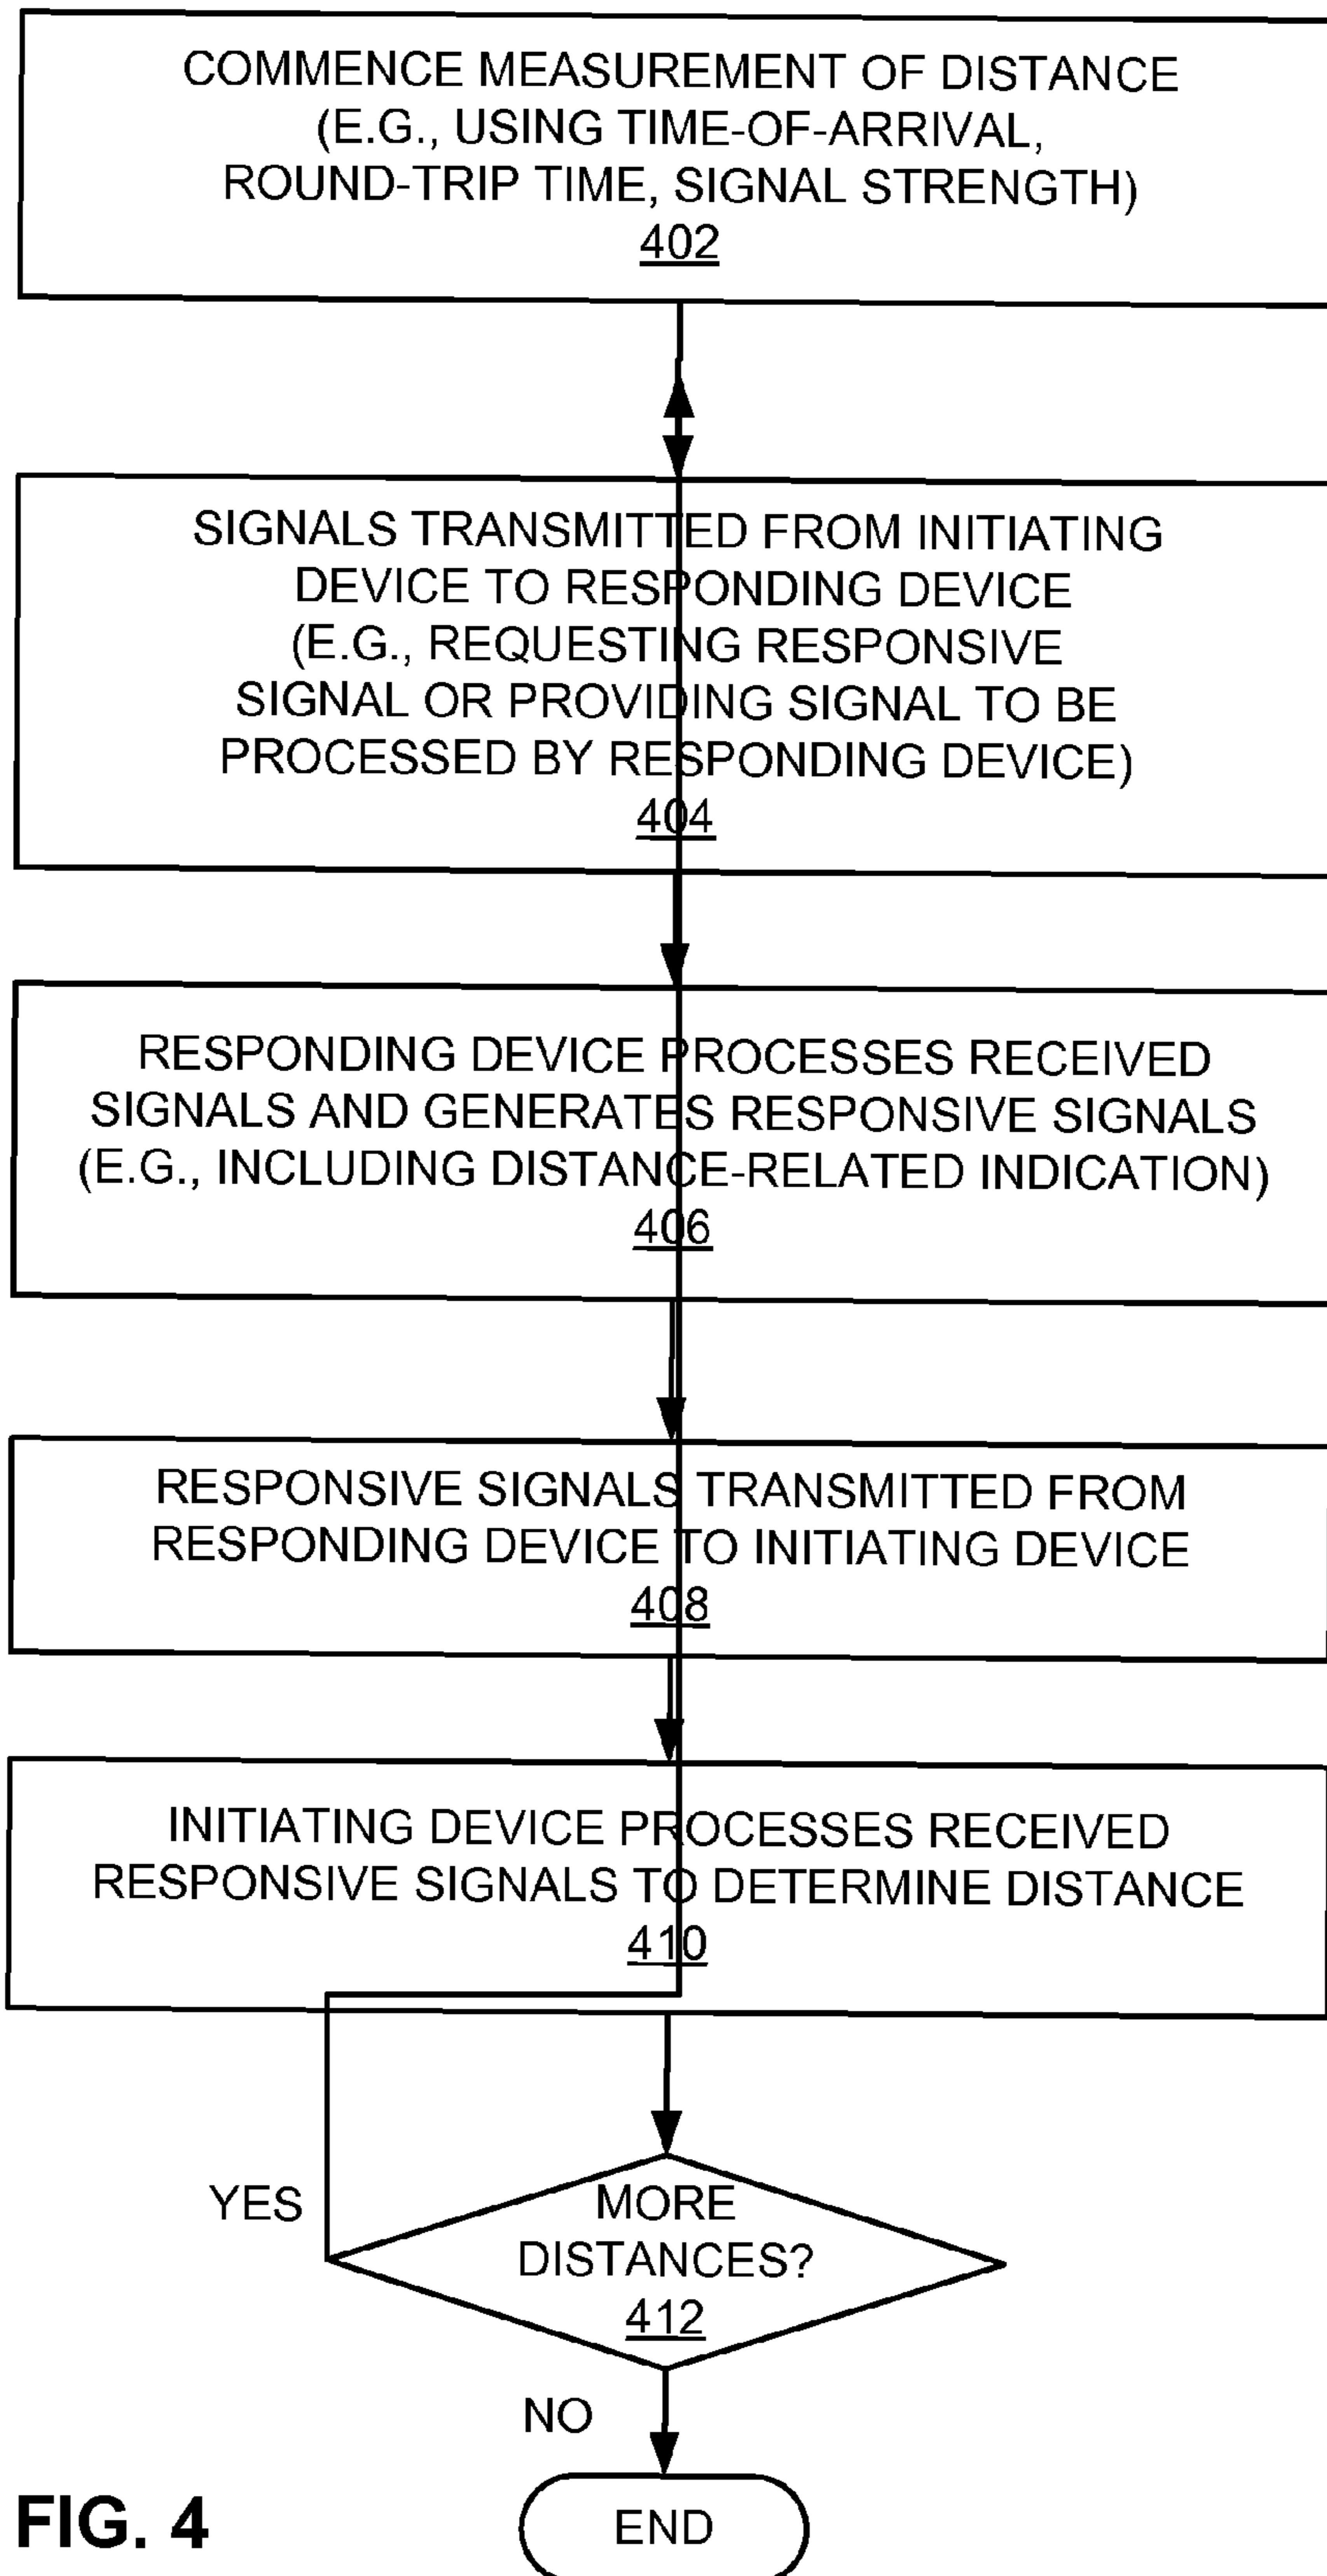 COMMENCE MEASUREMENT OF DISTANCE
(E.G., USING TIME-OF-ARRIVAL,
ROUND-TRIP TIME, SIGNAL STRENGTH)
402
SIGNALS TRANSMITTED FROM INITIATING
DEVICE TO RESPONDING DEVICE
(E.G., REQUESTING RESPONSIVE
SIGNAL OR PROVIDING SIGNAL TO BE
PROCESSED BY RESPONDING DEVICE)
404
RESPONDING DEVICE PROCESSES RECEIVED
SIGNALS AND GENERATES RESPONSIVE SIGNALS
(E.G., INCLUDING DISTANCE-RELATED INDICATION)
406
RESPONSIVE SIGNALS TRANSMITTED FROM
RESPONDING DEVICE TO INITIATING DEVICE
408
INITIATING DEVICE PROCESSES RECEIVED
RESPONSIVE SIGNALS TO DETERMINE DISTANCE
410
YES
MORE
DISTANCES?
412
NO
END
FIG. 4